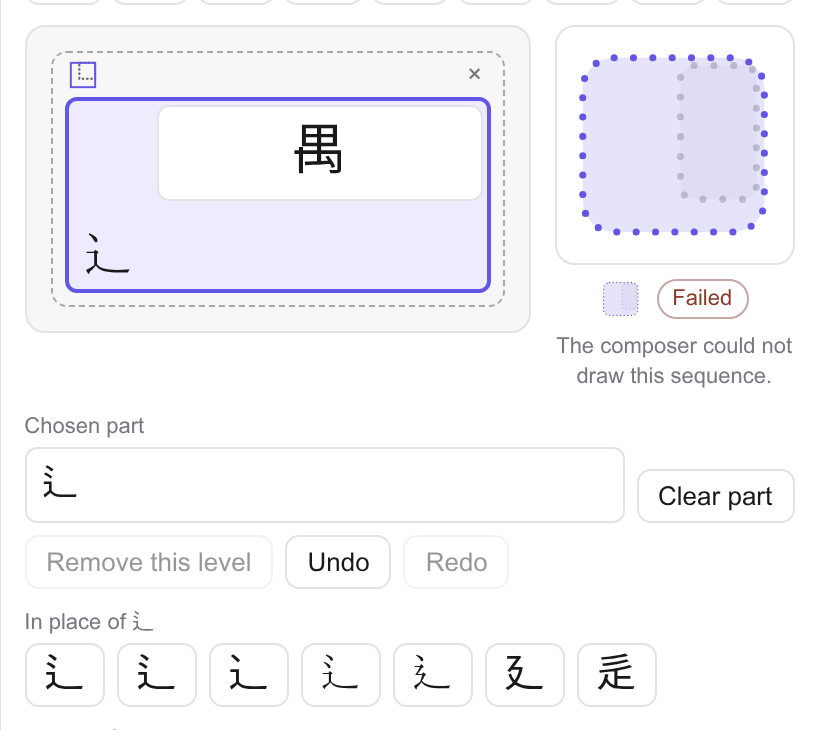 ×
禺
⻌
Failed
The composer could not
draw this sequence.
Chosen part
⻍
Clear part
Remove this level
Undo
Redo
In place of ⻍
⻍ ⻍ ⻌ ⻍ ⻎ 廴 辵